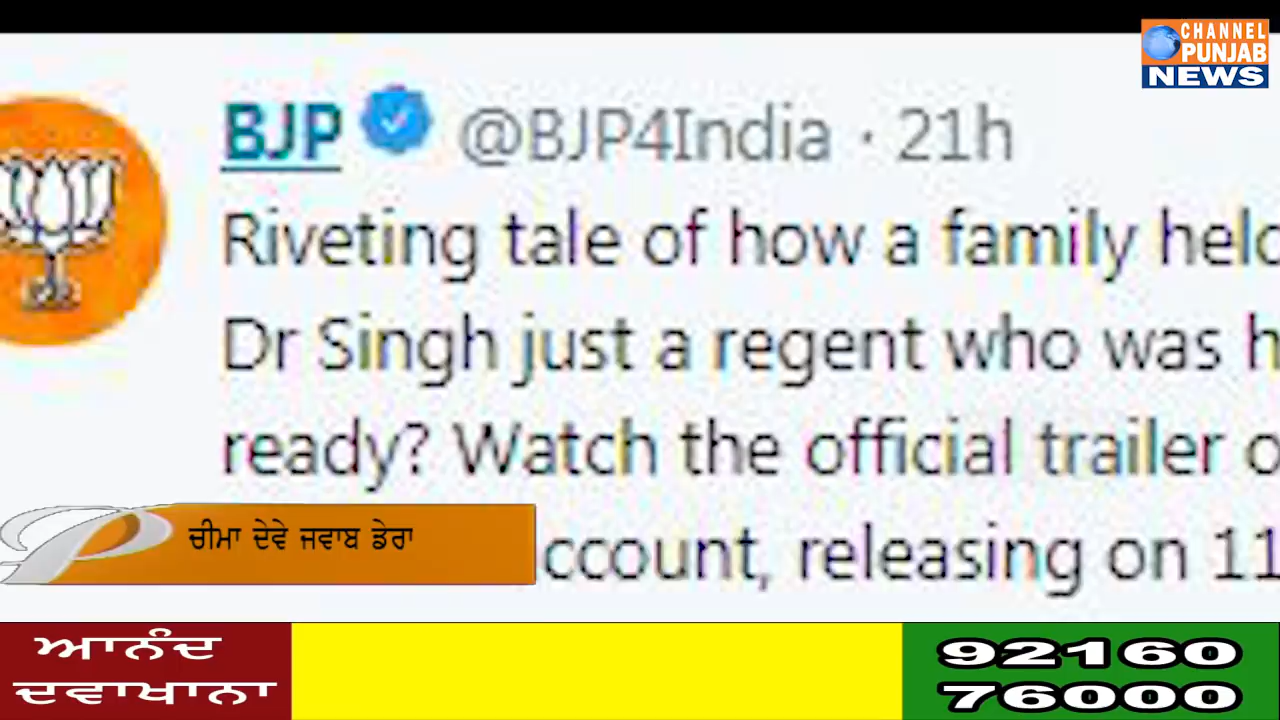 CHANNEL
PUNJAB
NEWS
BJP @BJP4India · 21h
Riveting tale of how a family held
Dr Singh just a regent who was h
ready? Watch the official trailer o
ccount, releasing on 11
ਚੀਮਾ ਦੇਵੇ ਜਵਾਬ ਡੇਰਾ
ਆਨੰਦ
ਦਵਾਖਾਨਾ
92160
76000